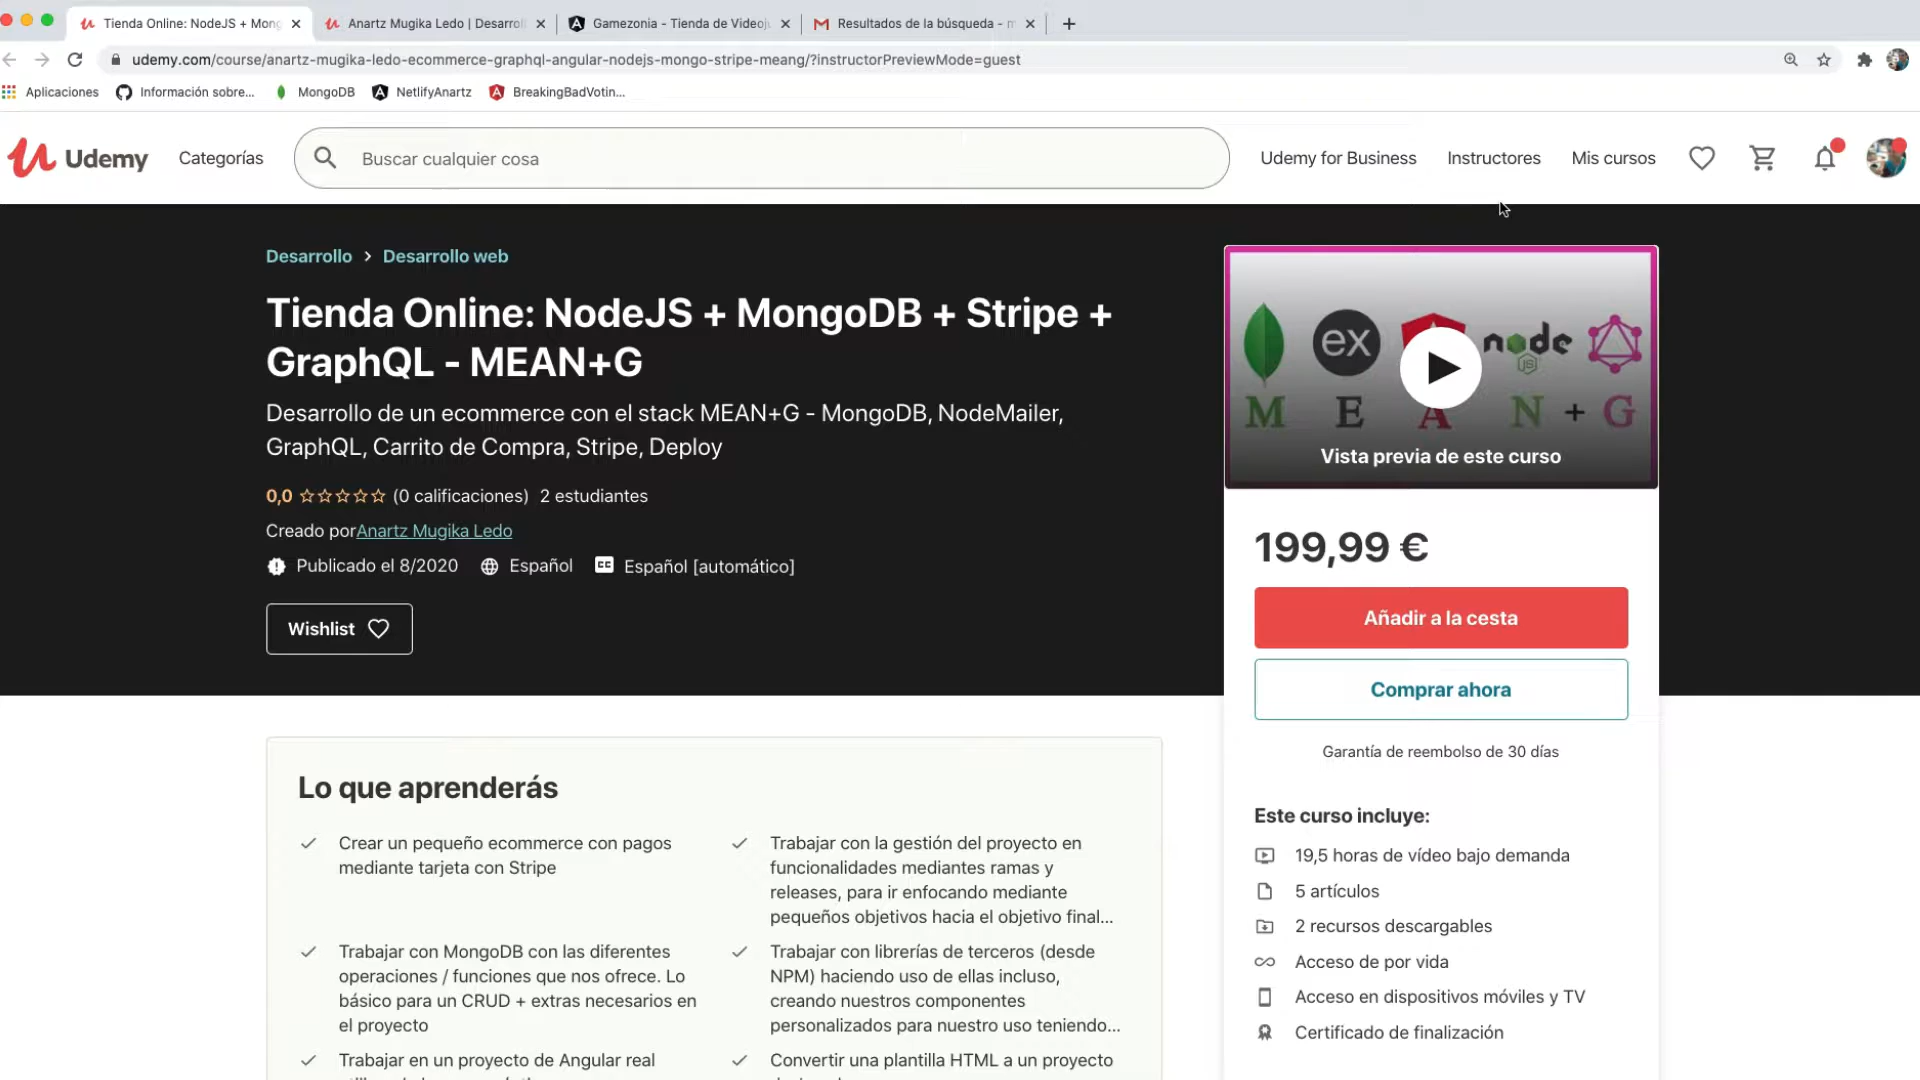 Tienda Online: NodeJS + Mong
Anartz Mugika Ledo | Desarrol
Gamezonia - Tienda de Videoj
Resultados de la búsqueda - m
udemy.com/course/anartz-mugika-ledo-ecommerce-graphql-angular-nodejs-mongo-stripe-meang/?instructorPreviewMode=guest
Aplicaciones
Información sobre...
MongoDB
NetlifyAnartz
BreakingBadVotin...
Udemy
Categorías
Buscar cualquier cosa
Udemy for Business
Instructores
Mis cursos
Desarrollo > Desarrollo web
Tienda Online: NodeJS + MongoDB + Stripe +
GraphQL - MEAN+G
Desarrollo de un ecommerce con el stack MEAN+G - MongoDB, NodeMailer,
GraphQL, Carrito de Compra, Stripe, Deploy
0,0 (0 calificaciones) 2 estudiantes
Creado porAnartz Mugika Ledo
Publicado el 8/2020 Español CC Español [automático]
Wishlist
ex
node
JS
M E A N + G
Vista previa de este curso
199,99 €
Añadir a la cesta
Comprar ahora
Garantía de reembolso de 30 días
Este curso incluye:
19,5 horas de vídeo bajo demanda
5 artículos
2 recursos descargables
Acceso de por vida
Acceso en dispositivos móviles y TV
Certificado de finalización
Lo que aprenderás
Crear un pequeño ecommerce con pagos
mediante tarjeta con Stripe
Trabajar con la gestión del proyecto en
funcionalidades mediantes ramas y
releases, para ir enfocando mediante
pequeños objetivos hacia el objetivo final...
Trabajar con MongoDB con las diferentes
operaciones / funciones que nos ofrece. Lo
básico para un CRUD + extras necesarios en
el proyecto
Trabajar con librerías de terceros (desde
NPM) haciendo uso de ellas incluso,
creando nuestros componentes
personalizados para nuestro uso teniendo...
Trabajar en un proyecto de Angular real
Convertir una plantilla HTML a un proyecto